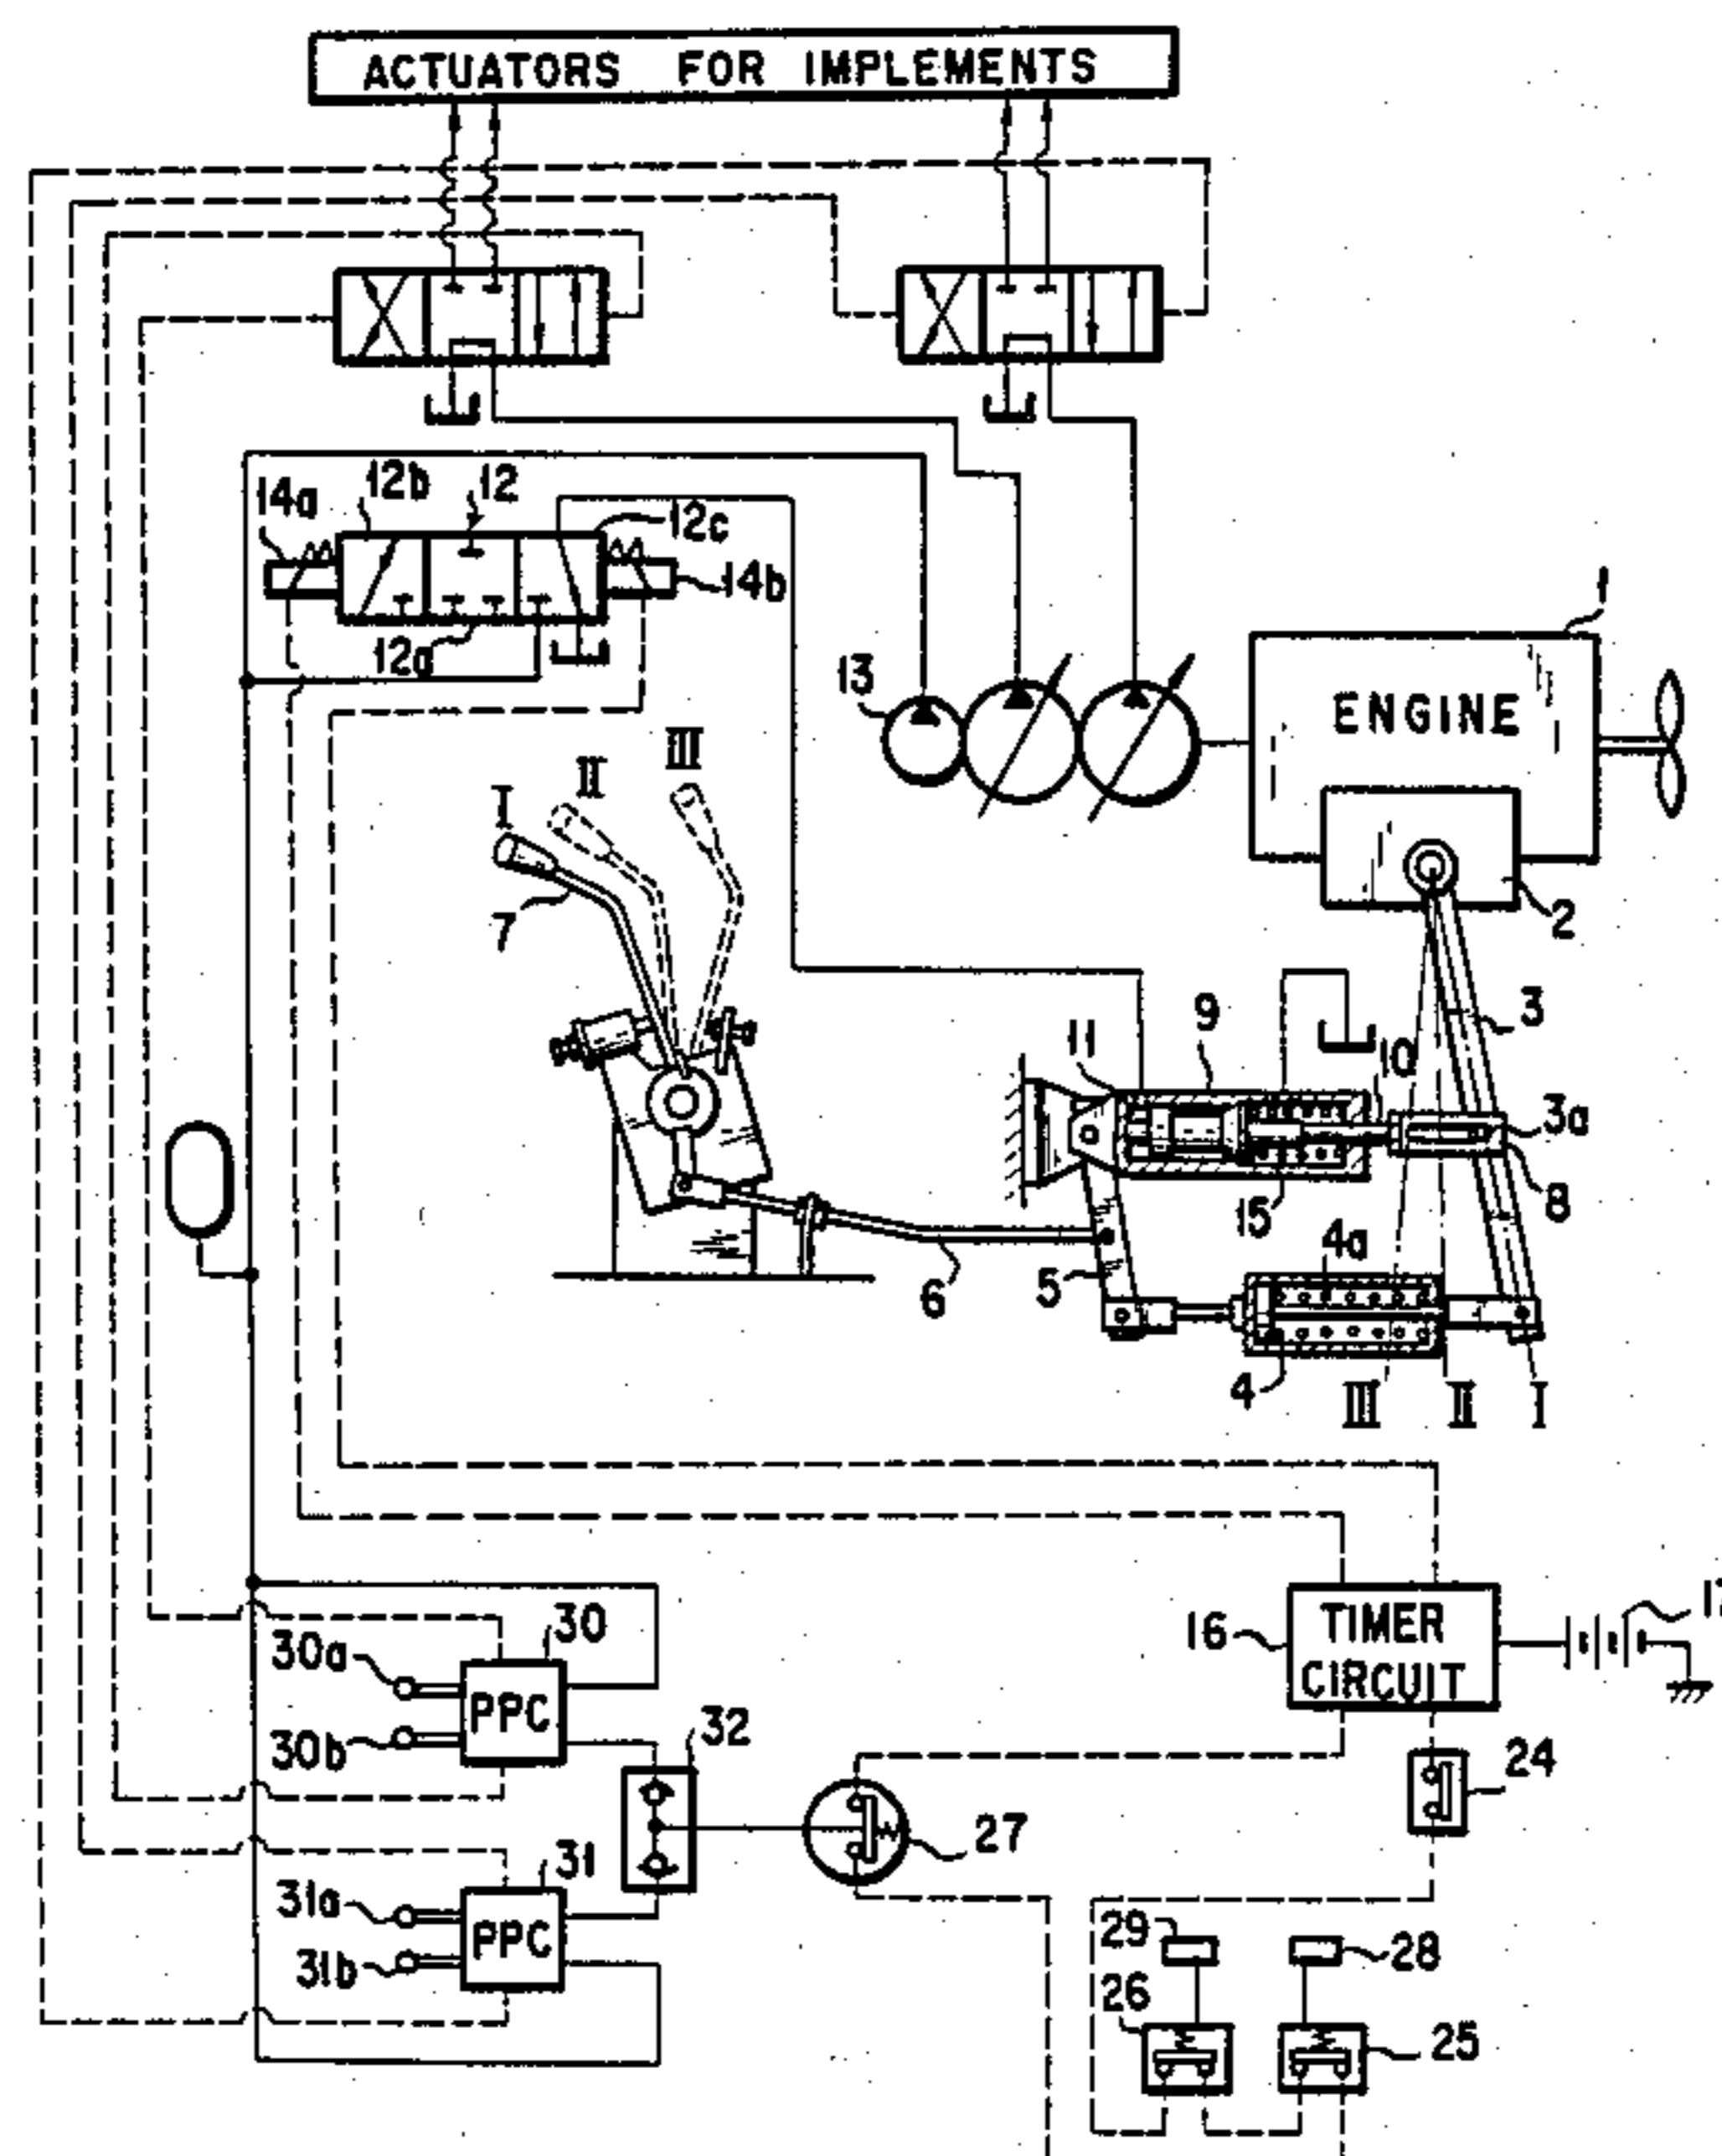 ACTUATORS FOR IMPLEMENTS
14a
12b
12
12c
14b
12a
1
13
ENGINE
III
II
I
7
2
9
3
11
10
3a
15
8
4a
5
6
4
III
II
I
30
16
TIMER
CIRCUIT
30a
PPC
32
30b
24
27
31
31a
PPC
29
28
31b
26
25